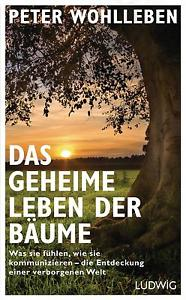 PETER WOHLLEBEN
DAS
GEHEIME
LEBEN DER
BÄUME
Was sie fühlen, wie sie
kommunizieren – die Entdeckung
einer verborgenen Welt
LUDWIG